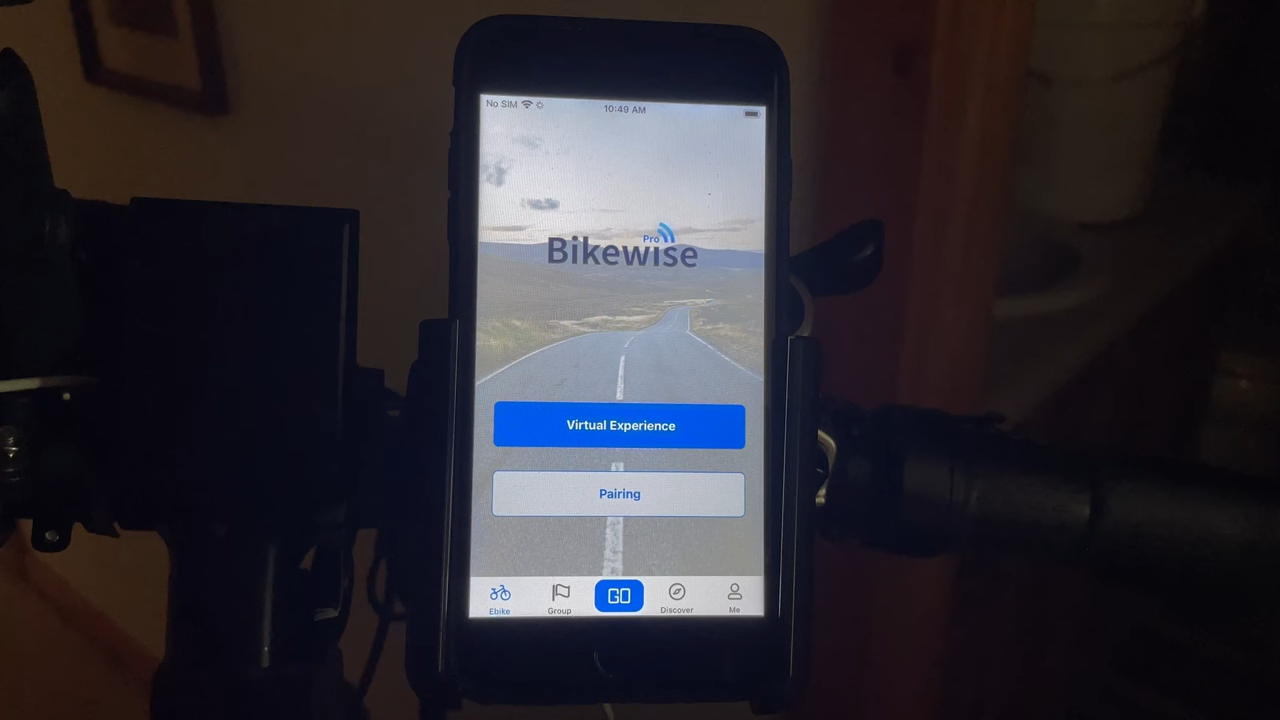 No SIM 10:49 AM
Pro
Bikewise
Virtual Experience
Pairing
GO
Ebike Group Discover Me